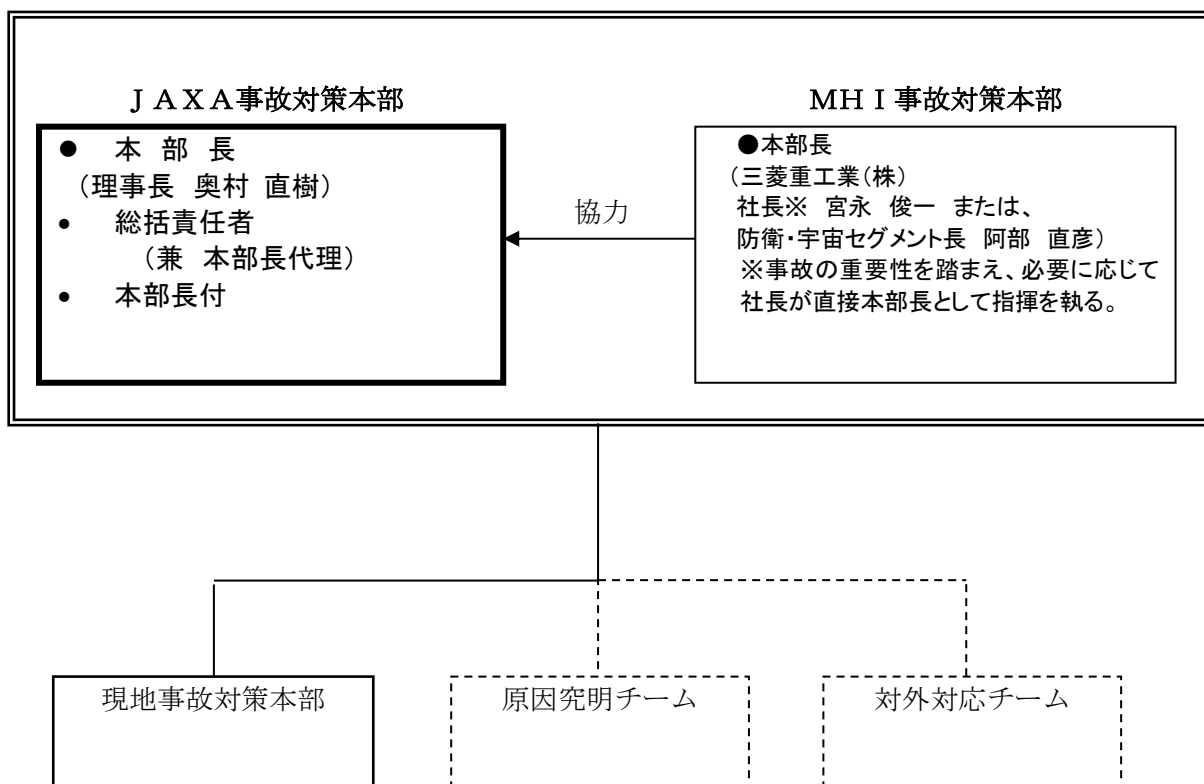 ＪＡＸＡ事故対策本部
● 本 部 長
（理事長 奥村 直樹）
• 総括責任者
（兼 本部長代理）
• 本部長付
協力
ＭＨＩ事故対策本部
●本部長
（三菱重工業（株）
社長※ 宮永 俊一 または、
防衛・宇宙セグメント長 阿部 直彦）
※事故の重要性を踏まえ、必要に応じて
社長が直接本部長として指揮を執る。
現地事故対策本部
原因究明チーム
対外対応チーム